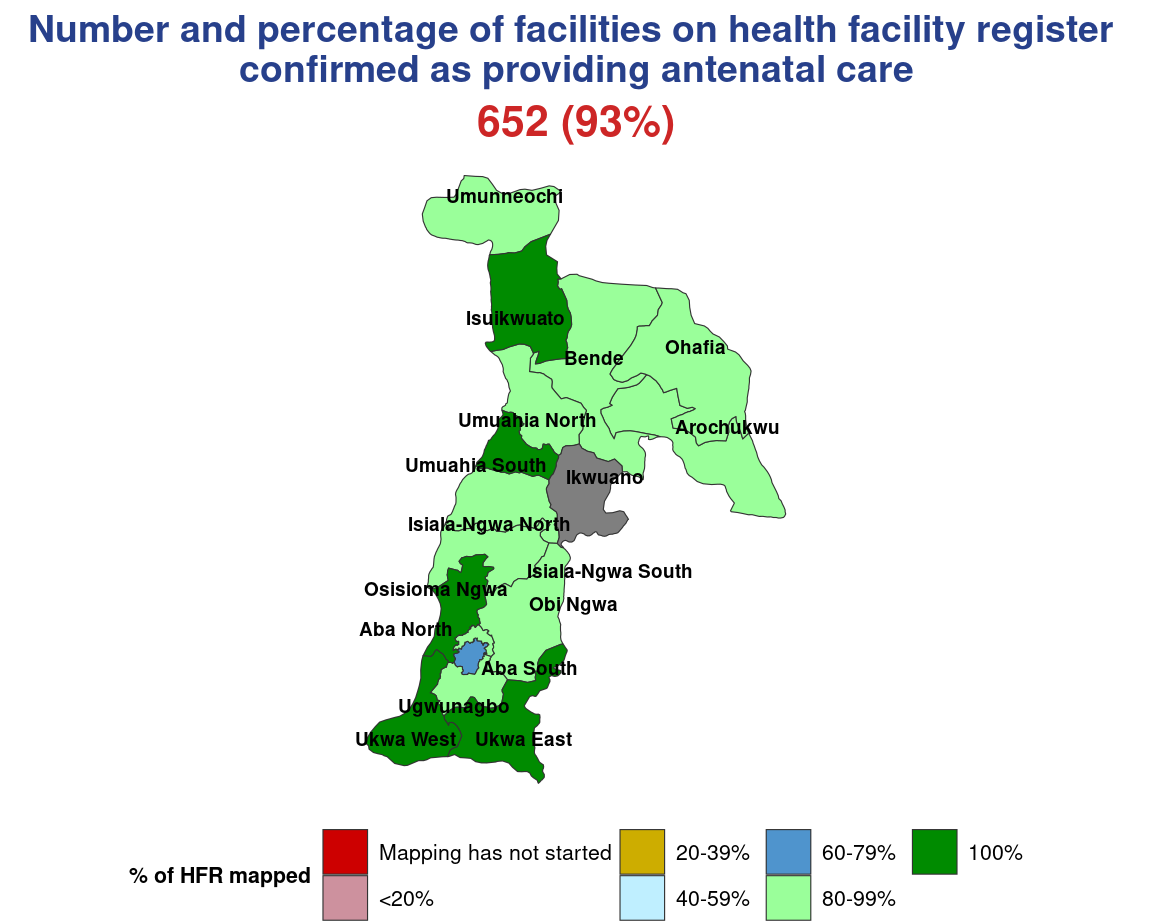 Number and percentage of facilities on health facility register
confirmed as providing antenatal care
652 (93%)
Umunneochi
Isuikwuato
Bende
Ohafia
Umuahia North
Arochukwu
Umuahia South
Ikwuano
Isiala-Ngwa North
Isiala-Ngwa South
Osisioma Ngwa
Obi Ngwa
Aba North
Aba South
Ugwunagbo
Ukwa West
Ukwa East
% of HFR mapped
Mapping has not started
<20%
20-39%
40-59%
60-79%
80-99%
100%